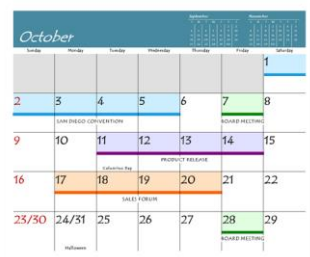 September November
October
Sunday Monday Tuesday Wednesday Thursday Friday Saturday
1
2 3 4 5 6 7 8
SAN DIEGO CONVENTION BOARD MEETING
9 10 11 12 13 14 15
PRODUCT RELEASE
Columbus Day
16 17 18 19 20 21 22
SALES FORUM
23/30 24/31 25 26 27 28 29
Halloween BOARD MEETING